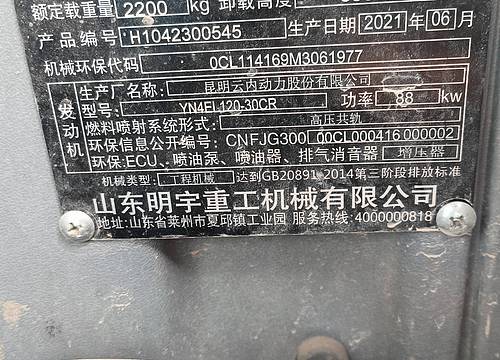 额定载重量 2200 kg 卸载高度
产品编号 H1042300545 生产日期 2021 年 06 月
机械环保代码 0CL114169M3061977
发动机
生产厂名称: 昆明云内动力股份有限公司
型号: YN4EL120-30CR 功率 88 kw
燃料喷射系统形式: 高压共轨
环保信息公开编号: CNFJG300 00CL000416 000002
环保:ECU、喷油泵、喷油器、排气消音器 增压器
机械类型: 工程机械 达到GB20891-2014第三阶段排放标准
山东明宇重工机械有限公司
地址:山东省莱州市夏邱镇工业园 服务热线:4000000818